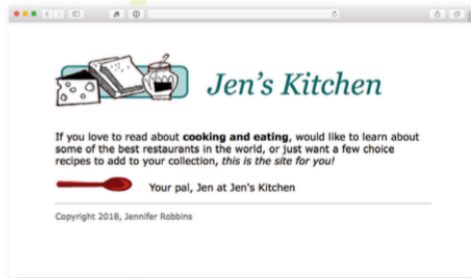 Jen's Kitchen
If you love to read about cooking and eating, would like to learn about
some of the best restaurants in the world, or just want a few choice
recipes to add to your collection, this is the site for you!
Your pal, Jen at Jen's Kitchen
Copyright 2018, Jennifer Robbins